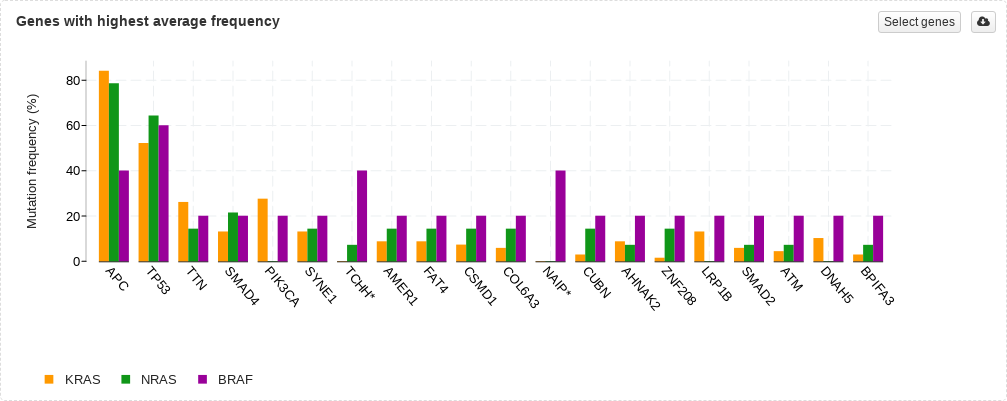 Genes with highest average frequency
Select genes
Mutation frequency (%)
80
60
40
20
0
APC
TP53
TTN
SMAD4
PIK3CA
SYNE1
TCHH*
AMER1
FAT4
CSMD1
COL6A3
NAIP*
CUBN
AHNAK2
ZNF208
LRP1B
SMAD2
ATM
DNAH5
BPIFA3
KRAS
NRAS
BRAF